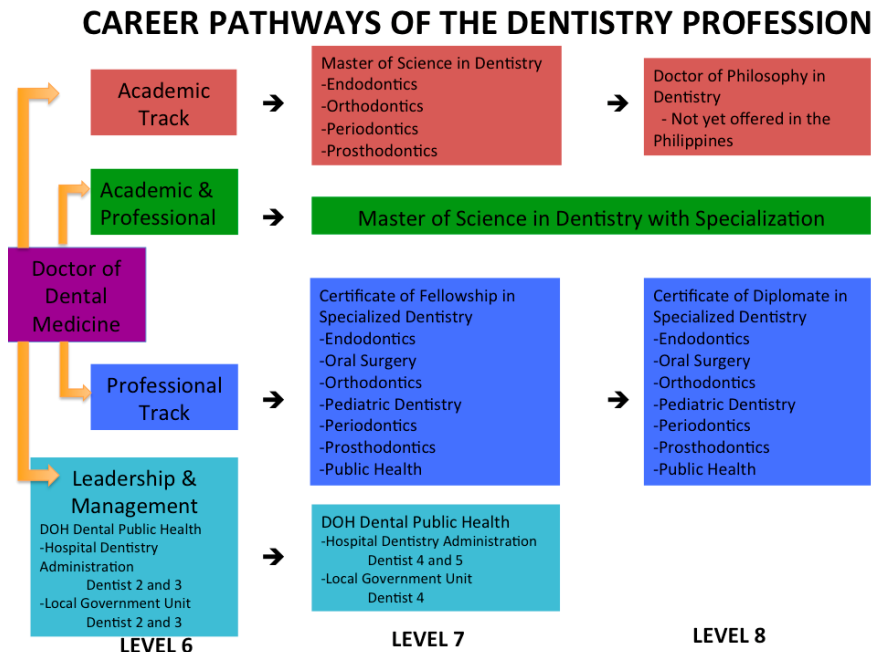 CAREER PATHWAYS OF THE DENTISTRY PROFESSION
Academic
Track
Master of Science in Dentistry
-Endodontics
-Orthodontics
-Periodontics
-Prosthodontics
Doctor of Philosophy in
Dentistry
- Not yet offered in the
Philippines
Academic &
Professional
Master of Science in Dentistry with Specialization
Doctor of
Dental
Medicine
Professional
Track
Certificate of Fellowship in
Specialized Dentistry
-Endodontics
-Oral Surgery
-Orthodontics
-Pediatric Dentistry
-Periodontics
-Prosthodontics
-Public Health
Certificate of Diplomate in
Specialized Dentistry
-Endodontics
-Oral Surgery
-Orthodontics
-Pediatric Dentistry
-Periodontics
-Prosthodontics
-Public Health
Leadership &
Management
DOH Dental Public Health
-Hospital Dentistry
Administration
Dentist 2 and 3
-Local Government Unit
Dentist 2 and 3
DOH Dental Public Health
-Hospital Dentistry Administration
Dentist 4 and 5
-Local Government Unit
Dentist 4
LEVEL 6
LEVEL 7
LEVEL 8